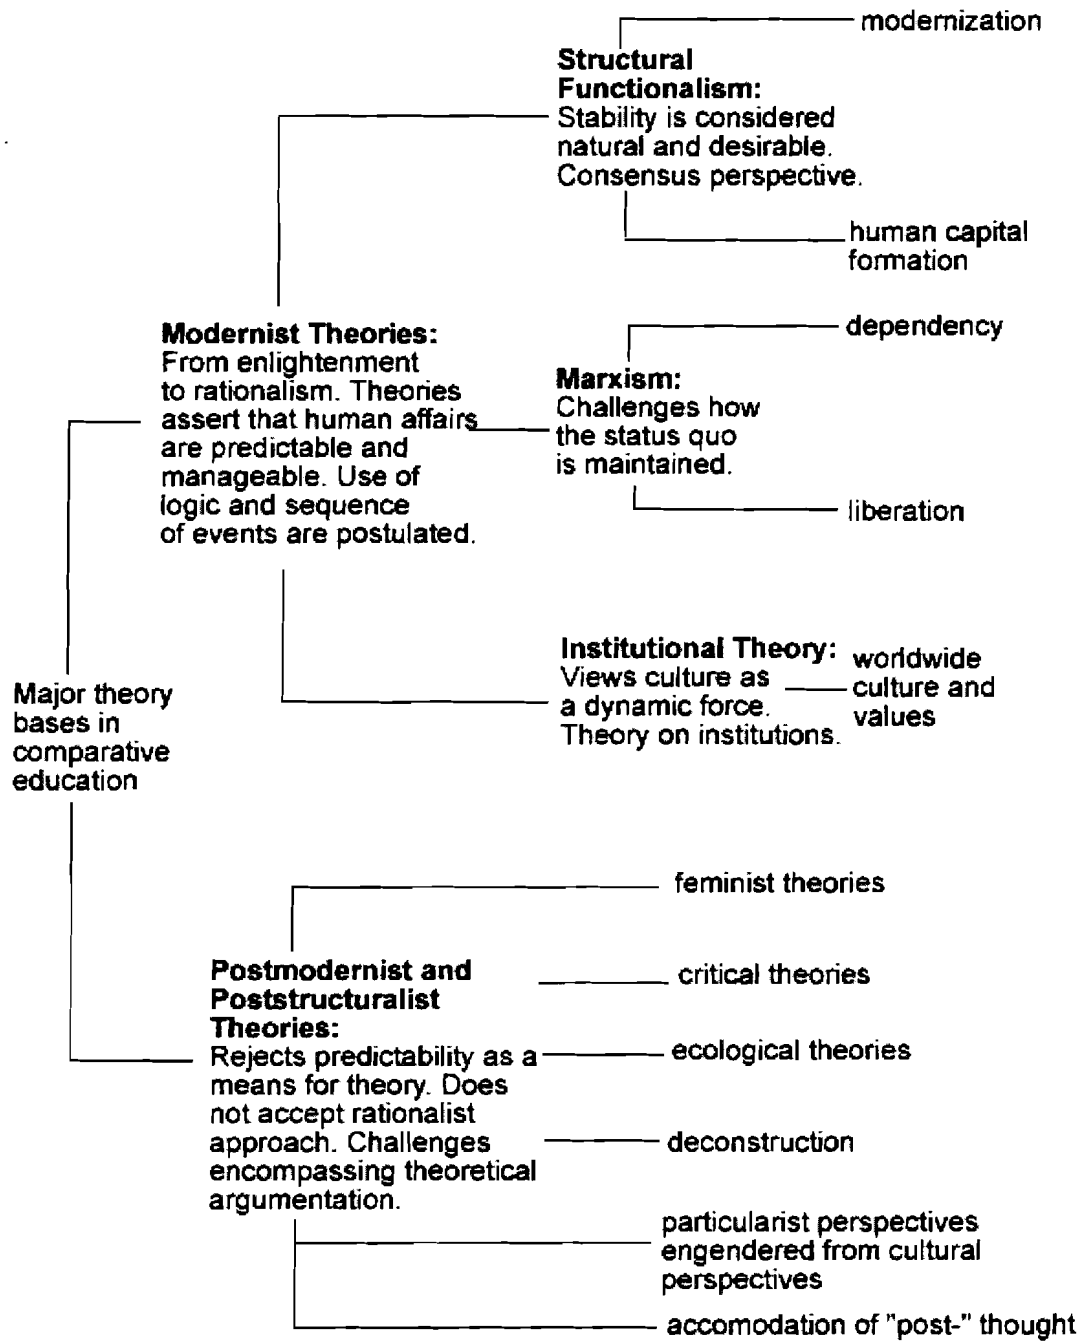 modernization
Structural
Functionalism:
Stability is considered
natural and desirable.
Consensus perspective.
human capital
formation
Modernist Theories:
From enlightenment
to rationalism. Theories
assert that human affairs
are predictable and
manageable. Use of
logic and sequence
of events are postulated.
dependency
Marxism:
Challenges how
the status quo
is maintained.
liberation
Institutional Theory:
Views culture as
a dynamic force.
Theory on institutions.
worldwide
culture and
values
Major theory
bases in
comparative
education
feminist theories
Postmodernist and
Poststructuralist
Theories:
Rejects predictability as a
means for theory. Does
not accept rationalist
approach. Challenges
encompassing theoretical
argumentation.
critical theories
ecological theories
deconstruction
particularist perspectives
engendered from cultural
perspectives
accomodation of "post-" thought